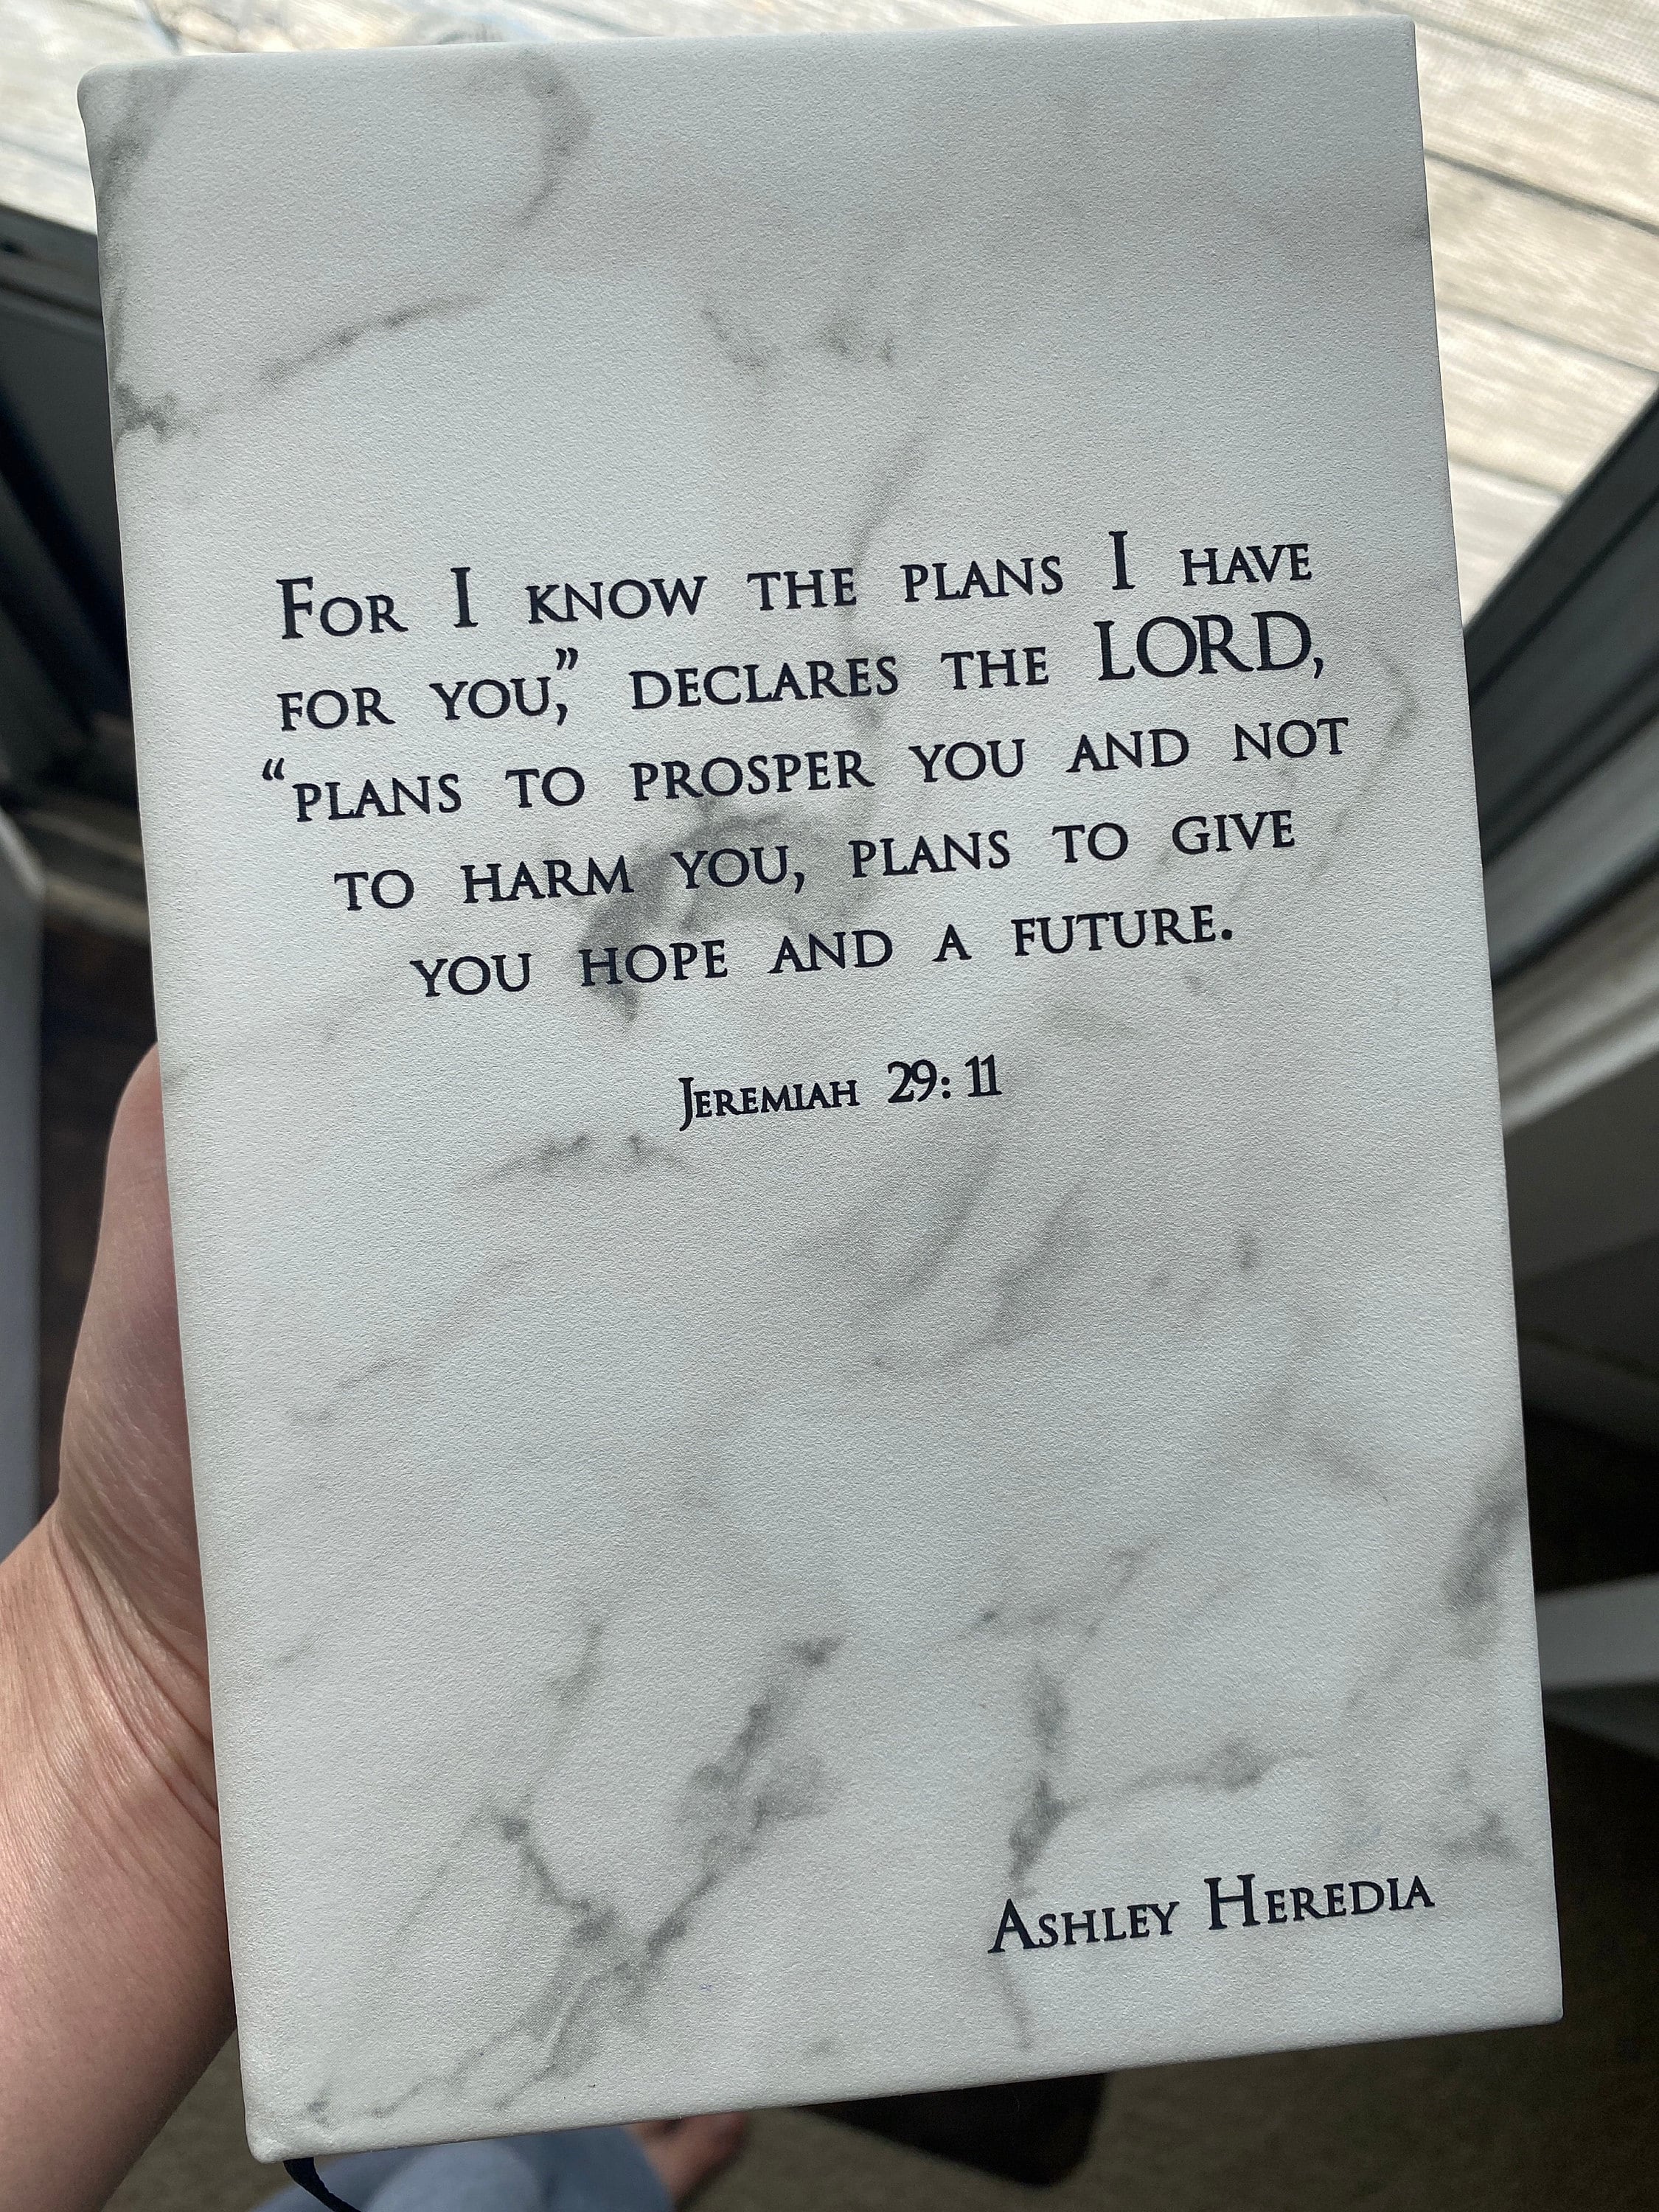 For I know the plans I have
for you,” declares the LORD,
“plans to prosper you and not
to harm you, plans to give
you hope and a future.
Jeremiah 29: 11
Ashley Heredia